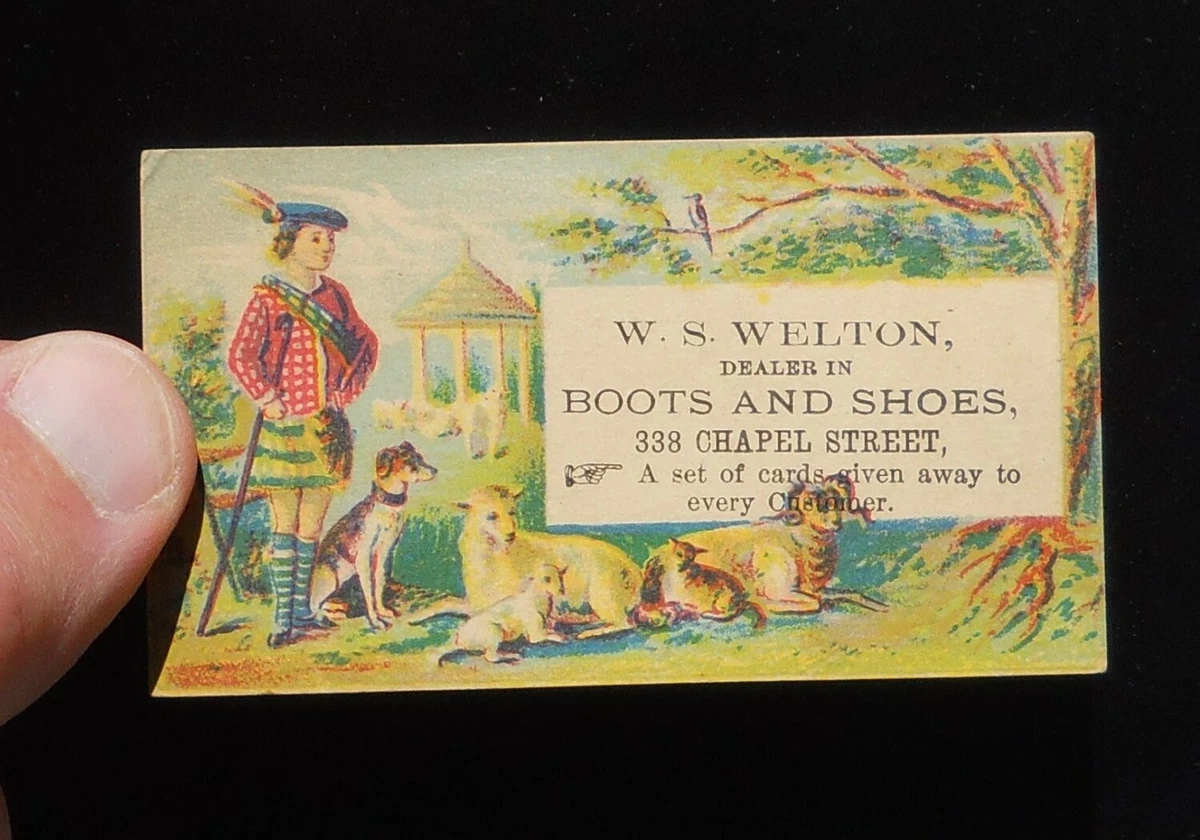 W. S. WELTON,
DEALER IN
BOOTS AND SHOES,
338 CHAPEL STREET,
☞ A set of cards given away to
every Customer.